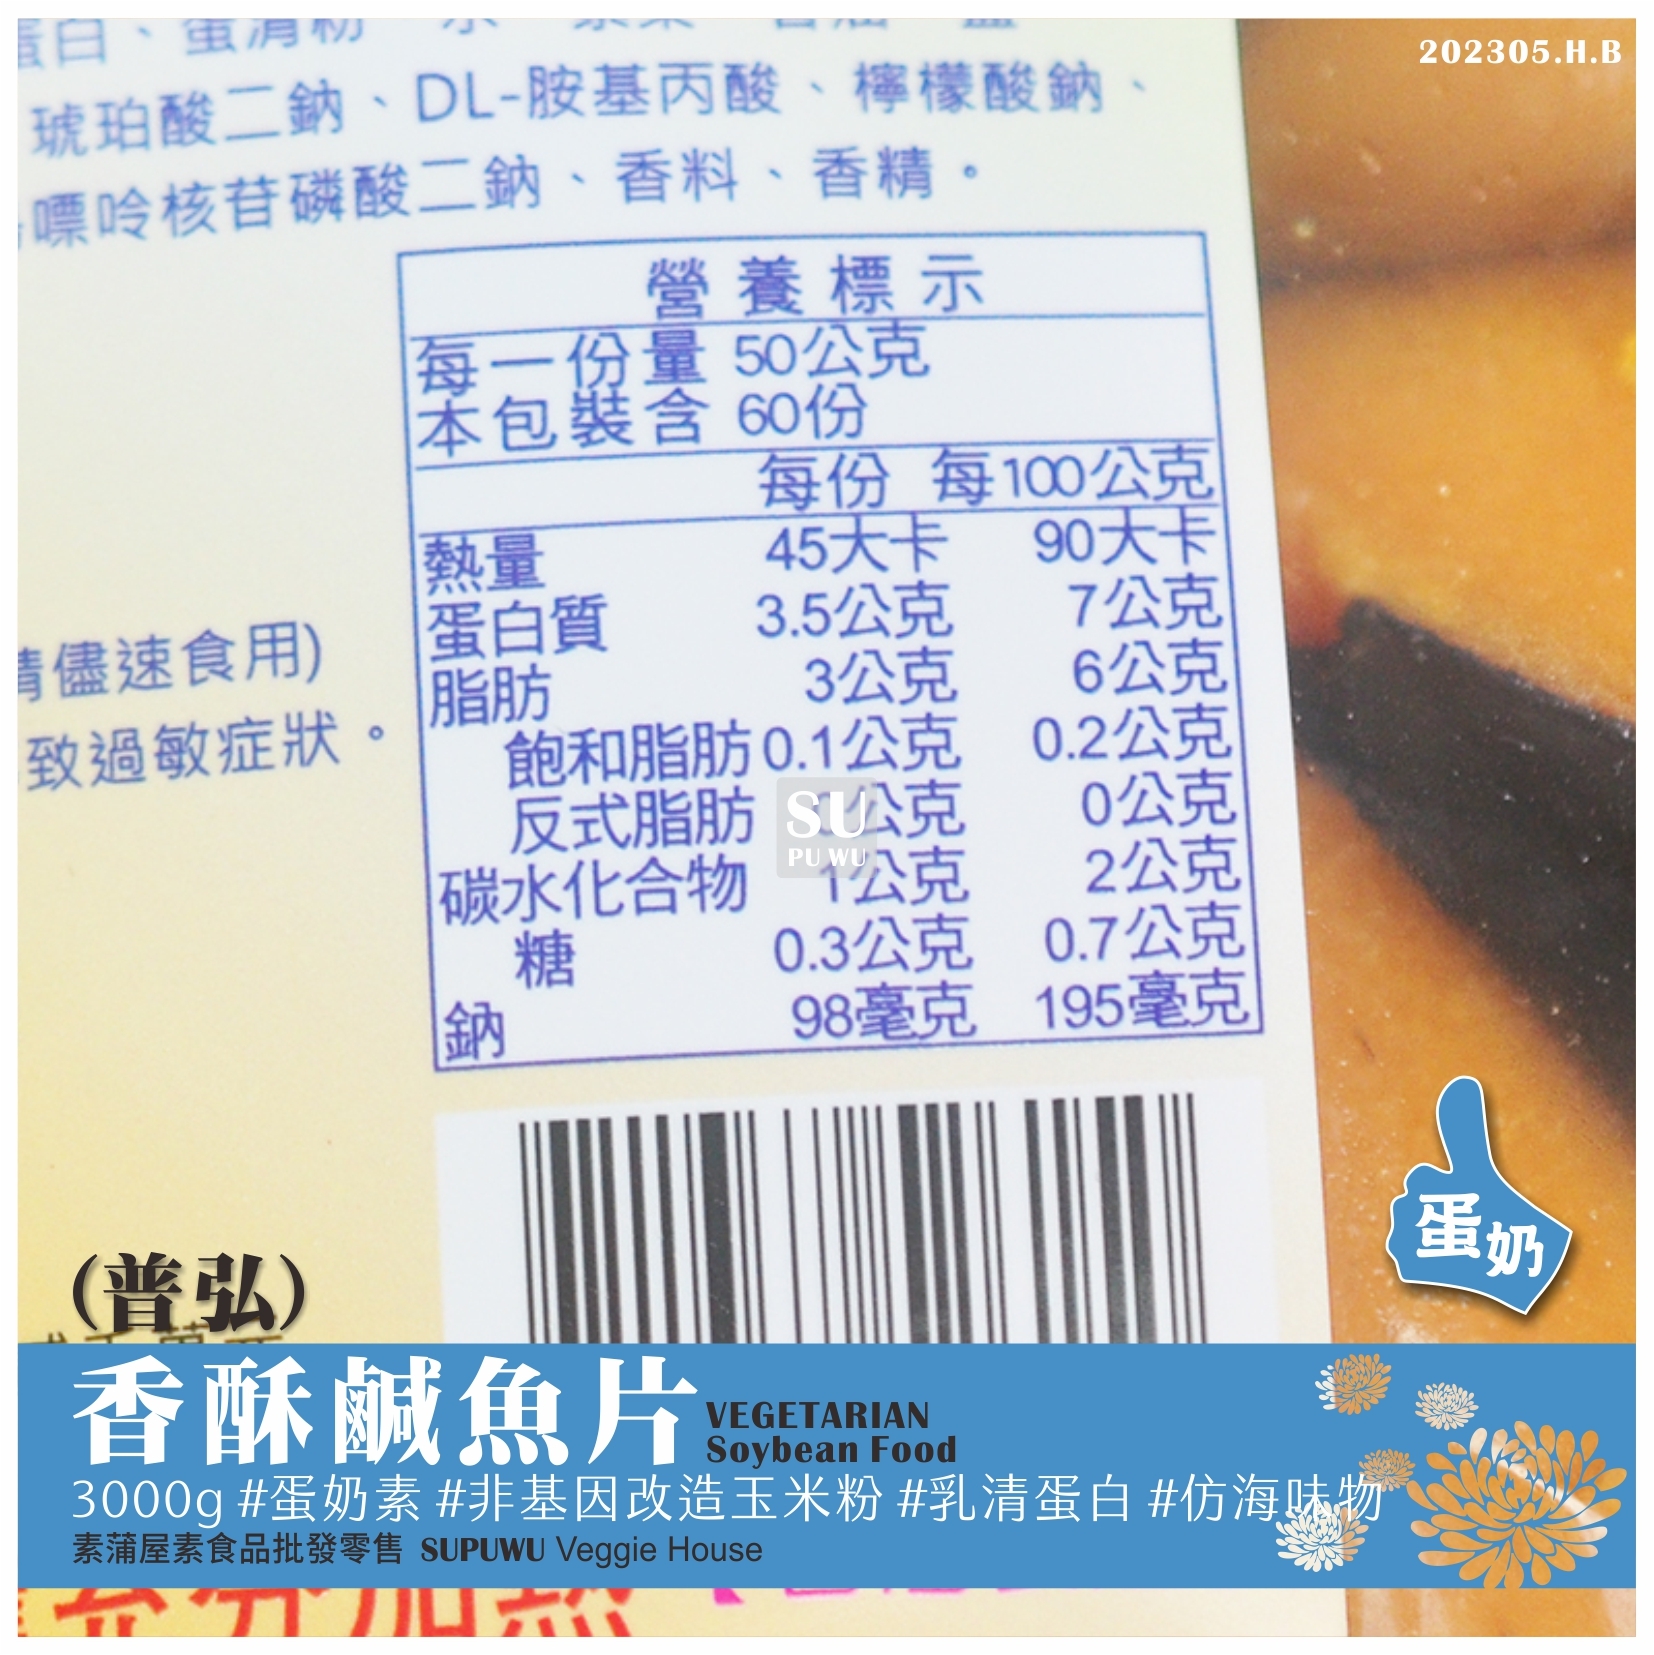 202305.H.B
琥珀酸二鈉、DL-胺基丙酸、檸檬酸鈉、
嘌呤核苷磷酸二鈉、香料、香精。
營養標示
每一份量 50公克
本包裝含 60份
每份 每100公克
熱量 45大卡 90大卡
蛋白質 3.5公克 7公克
脂肪 3公克 6公克
飽和脂肪 0.1公克 0.2公克
反式脂肪 0公克 0公克
碳水化合物 1公克 2公克
糖 0.3公克 0.7公克
鈉 98毫克 195毫克
請儘速食用)
致過敏症狀。
SU
PU WU
蛋奶
(普弘)
香酥鹹魚片
VEGETARIAN
Soybean Food
3000g #蛋奶素 #非基因改造玉米粉 #乳清蛋白 #仿海味物
素蒲屋素食品批發零售 SUPUWU Veggie House
充分加熱